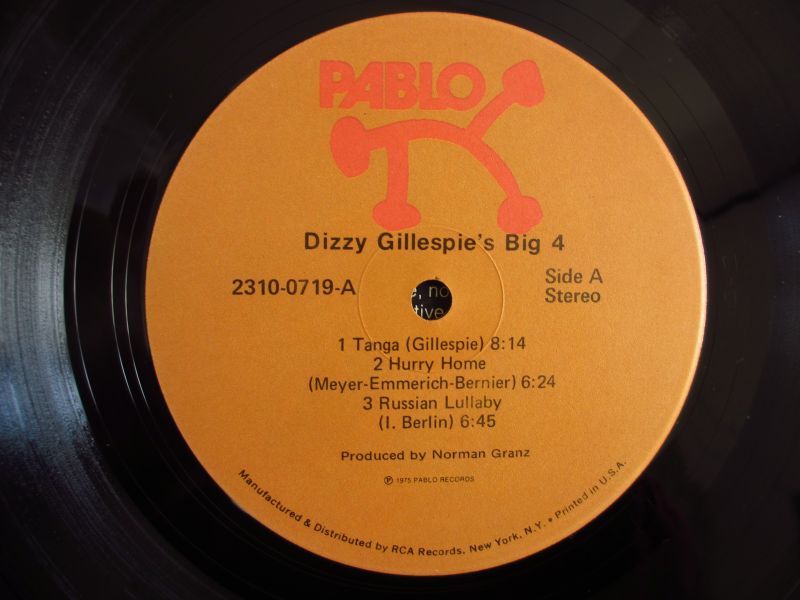 PABLO
Dizzy Gillespie's Big 4
2310-0719-A
Side A
Stereo
, no
tive
1 Tanga (Gillespie) 8:14
2 Hurry Home
(Meyer-Emmerich-Bernier) 6:24
3 Russian Lullaby
(I. Berlin) 6:45
Produced by Norman Granz
℗ 1975 PABLO RECORDS
Manufactured & Distributed by RCA Records, New York, N.Y. • Printed in U.S.A.